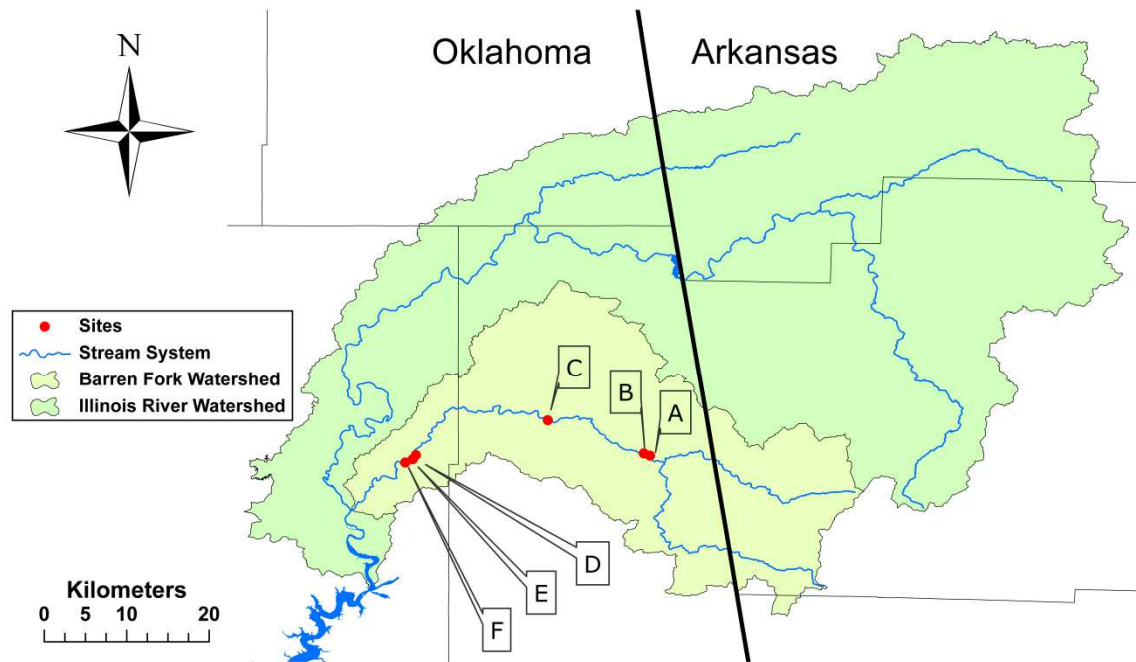 N
Oklahoma
Arkansas
Sites
Stream System
Barren Fork Watershed
Illinois River Watershed
C
B
A
D
E
F
Kilometers
0 5 10 20